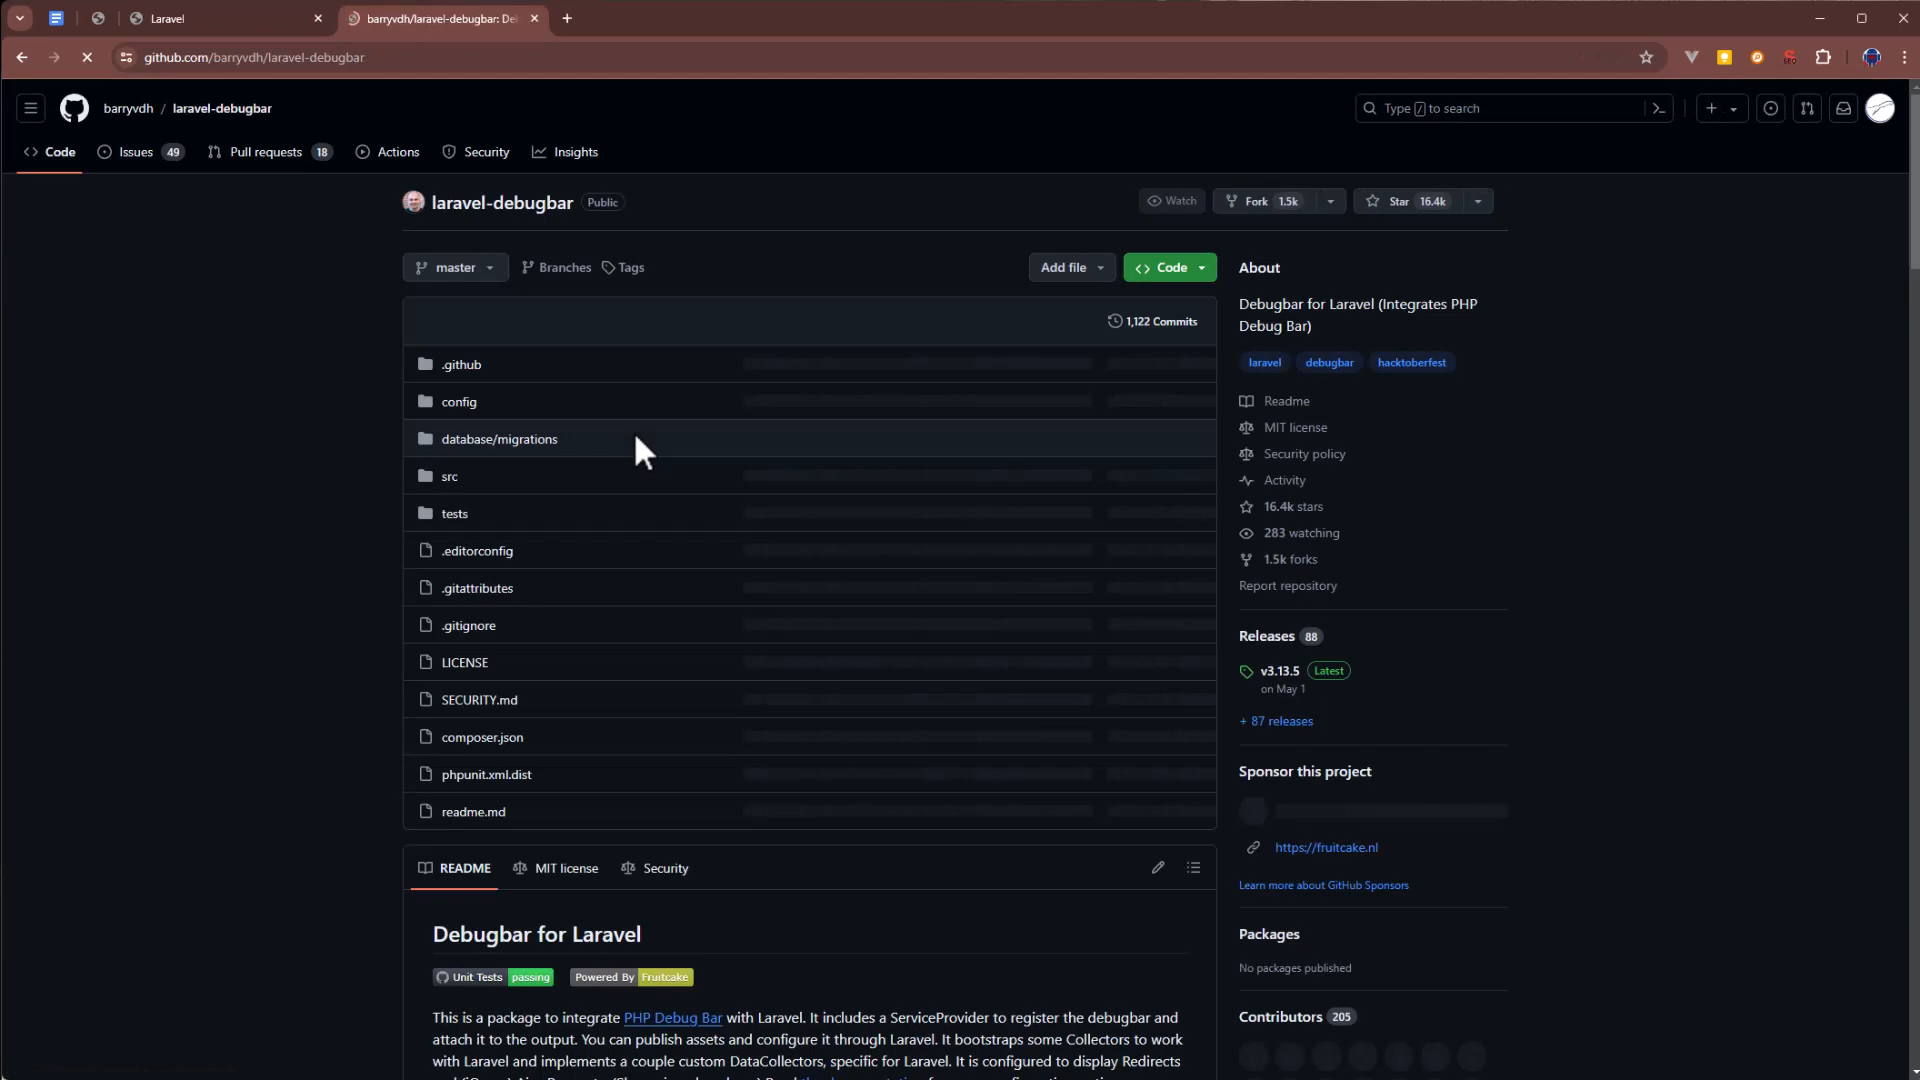 Laravel
barryvdh/laravel-debugbar: De
github.com/barryvdh/laravel-debugbar
barryvdh / laravel-debugbar
Type / to search
Code
Issues 49
Pull requests 18
Actions
Security
Insights
laravel-debugbar Public
Watch
Fork 1.5k
Star 16.4k
master
Branches
Tags
Add file
Code
1,122 Commits
.github
config
database/migrations
src
tests
.editorconfig
.gitattributes
.gitignore
LICENSE
SECURITY.md
composer.json
phpunit.xml.dist
readme.md
README
MIT license
Security
Debugbar for Laravel
Unit Tests passing
Powered By Fruitcake
This is a package to integrate PHP Debug Bar with Laravel. It includes a ServiceProvider to register the debugbar and
attach it to the output. You can publish assets and configure it through Laravel. It bootstraps some Collectors to work
with Laravel and implements a couple custom DataCollectors, specific for Laravel. It is configured to display Redirects
About
Debugbar for Laravel (Integrates PHP
Debug Bar)
laravel debugbar hacktoberfest
Readme
MIT license
Security policy
Activity
16.4k stars
283 watching
1.5k forks
Report repository
Releases 88
v3.13.5 Latest
on May 1
+ 87 releases
Sponsor this project
https://fruitcake.nl
Learn more about GitHub Sponsors
Packages
No packages published
Contributors 205